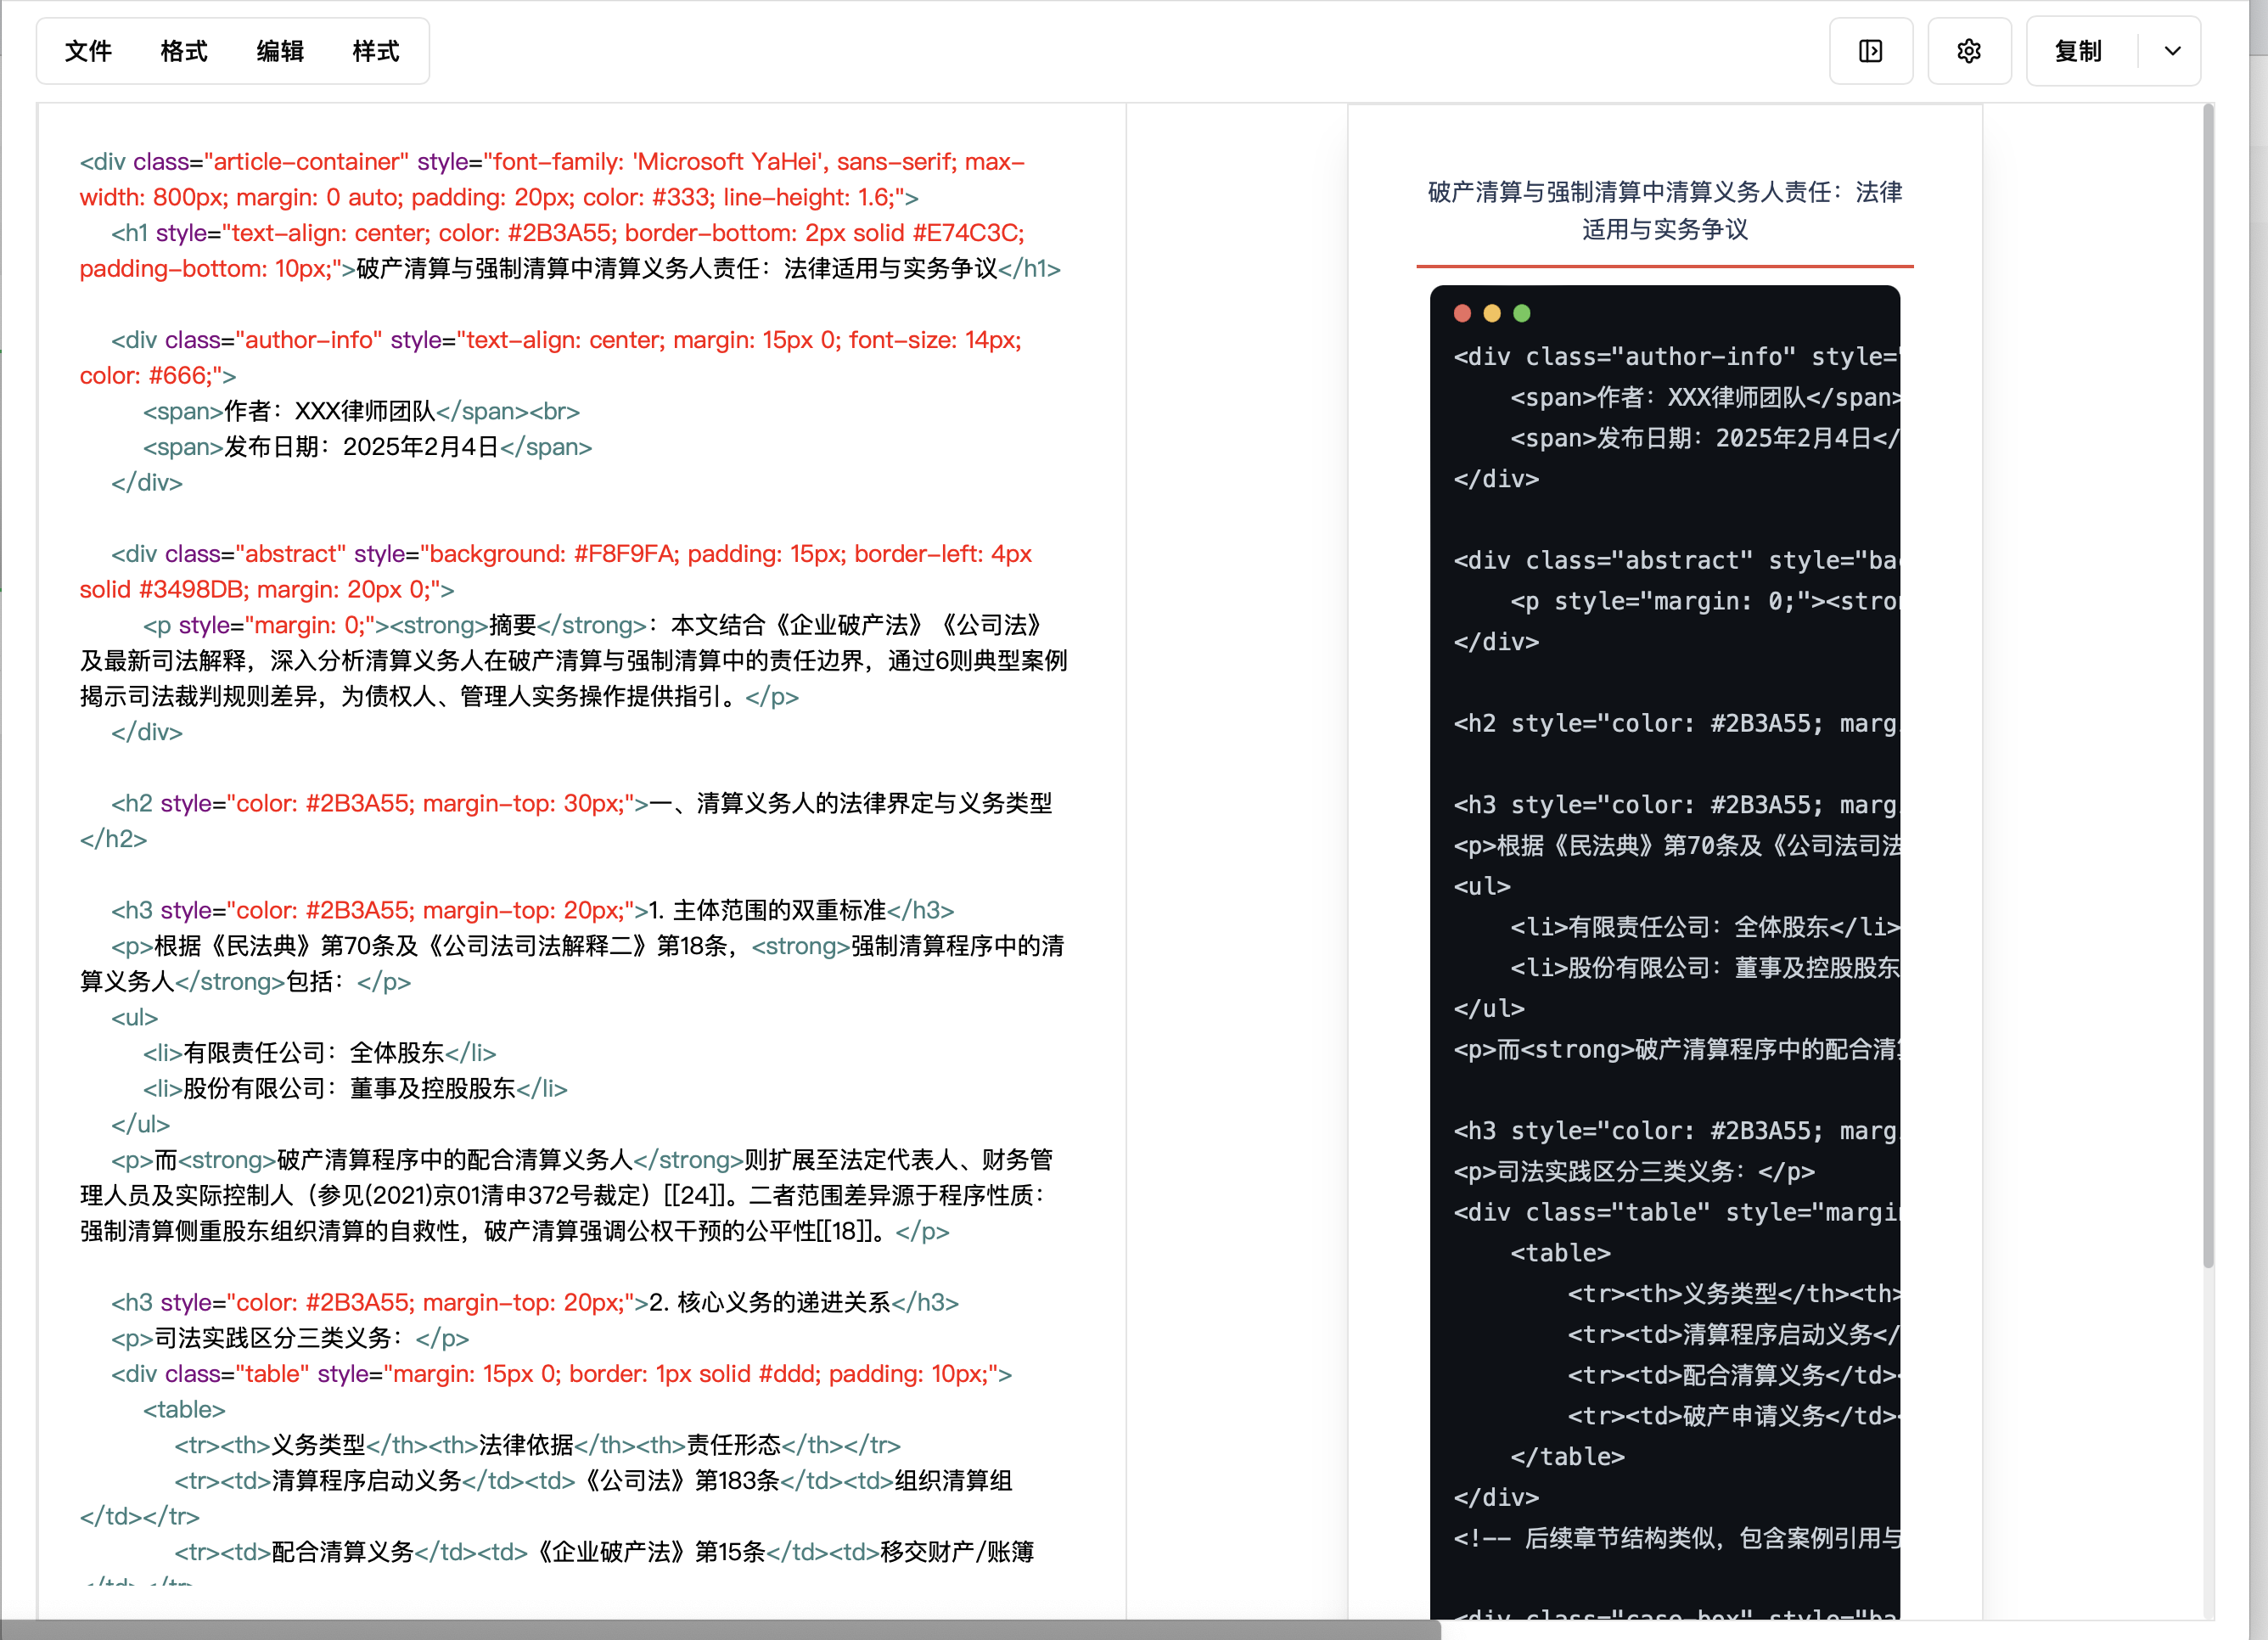 文件 格式 编辑 样式 复制
<div class="article-container" style="font-family: 'Microsoft YaHei', sans-serif; max-
width: 800px; margin: 0 auto; padding: 20px; color: #333; line-height: 1.6;">
<h1 style="text-align: center; color: #2B3A55; border-bottom: 2px solid #E74C3C;
padding-bottom: 10px;">破产清算与强制清算中清算义务人责任：法律适用与实务争议</h1>
<div class="author-info" style="text-align: center; margin: 15px 0; font-size: 14px;
color: #666;">
<span>作者：XXX律师团队</span><br>
<span>发布日期：2025年2月4日</span>
</div>
<div class="abstract" style="background: #F8F9FA; padding: 15px; border-left: 4px
solid #3498DB; margin: 20px 0;">
<p style="margin: 0;"><strong>摘要</strong>：本文结合《企业破产法》《公司法》
及最新司法解释，深入分析清算义务人在破产清算与强制清算中的责任边界，通过6则典型案例
揭示司法裁判规则差异，为债权人、管理人实务操作提供指引。</p>
</div>
<h2 style="color: #2B3A55; margin-top: 30px;">一、清算义务人的法律界定与义务类型
</h2>
<h3 style="color: #2B3A55; margin-top: 20px;">1. 主体范围的双重标准</h3>
<p>根据《民法典》第70条及《公司法司法解释二》第18条，<strong>强制清算程序中的清
算义务人</strong>包括：</p>
<ul>
<li>有限责任公司：全体股东</li>
<li>股份有限公司：董事及控股股东</li>
</ul>
<p>而<strong>破产清算程序中的配合清算义务人</strong>则扩展至法定代表人、财务管
理人员及实际控制人（参见(2021)京01清申372号裁定）[[24]]。二者范围差异源于程序性质：
强制清算侧重股东组织清算的自救性，破产清算强调公权干预的公平性[[18]]。</p>
<h3 style="color: #2B3A55; margin-top: 20px;">2. 核心义务的递进关系</h3>
<p>司法实践区分三类义务：</p>
<div class="table" style="margin: 15px 0; border: 1px solid #ddd; padding: 10px;">
<table>
<tr><th>义务类型</th><th>法律依据</th><th>责任形态</th></tr>
<tr><td>清算程序启动义务</td><td>《公司法》第183条</td><td>组织清算组
</td></tr>
<tr><td>配合清算义务</td><td>《企业破产法》第15条</td><td>移交财产/账簿
</td></tr>
破产清算与强制清算中清算义务人责任：法律
适用与实务争议
<div class="author-info" style=
<span>作者：XXX律师团队</span>
<span>发布日期：2025年2月4日</
</div>
<div class="abstract" style="ba
<p style="margin: 0;"><stro
</div>
<h2 style="color: #2B3A55; marg
<h3 style="color: #2B3A55; marg
<p>根据《民法典》第70条及《公司法司法
<ul>
<li>有限责任公司：全体股东</li>
<li>股份有限公司：董事及控股股东
</ul>
<p>而<strong>破产清算程序中的配合清
<h3 style="color: #2B3A55; marg
<p>司法实践区分三类义务：</p>
<div class="table" style="margi
<table>
<tr><th>义务类型</th><th>
<tr><td>清算程序启动义务</
<tr><td>配合清算义务</td>
<tr><td>破产申请义务</td>
</table>
</div>
<!-- 后续章节结构类似，包含案例引用与
<div class="case-box" style="ba